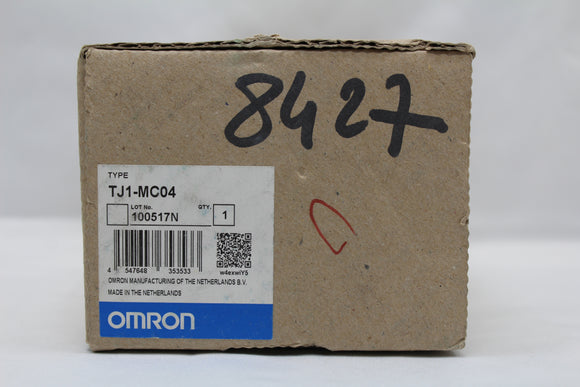 8427
TYPE
TJ1-MC04
LOT No.
100517N
QTY.
1
4 547648 353533
w4exwiY5
OMRON MANUFACTURING OF THE NETHERLANDS B.V.
MADE IN THE NETHERLANDS
OMRON